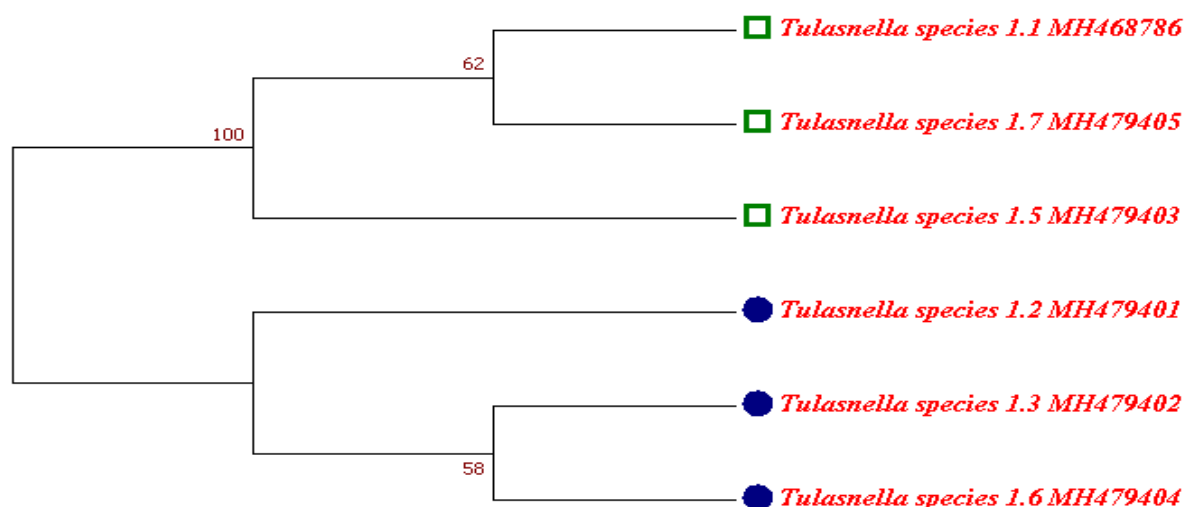 Tulasnella species 1.1 MH468786
62
Tulasnella species 1.7 MH479405
100
Tulasnella species 1.5 MH479403
Tulasnella species 1.2 MH479401
Tulasnella species 1.3 MH479402
58
Tulasnella species 1.6 MH479404